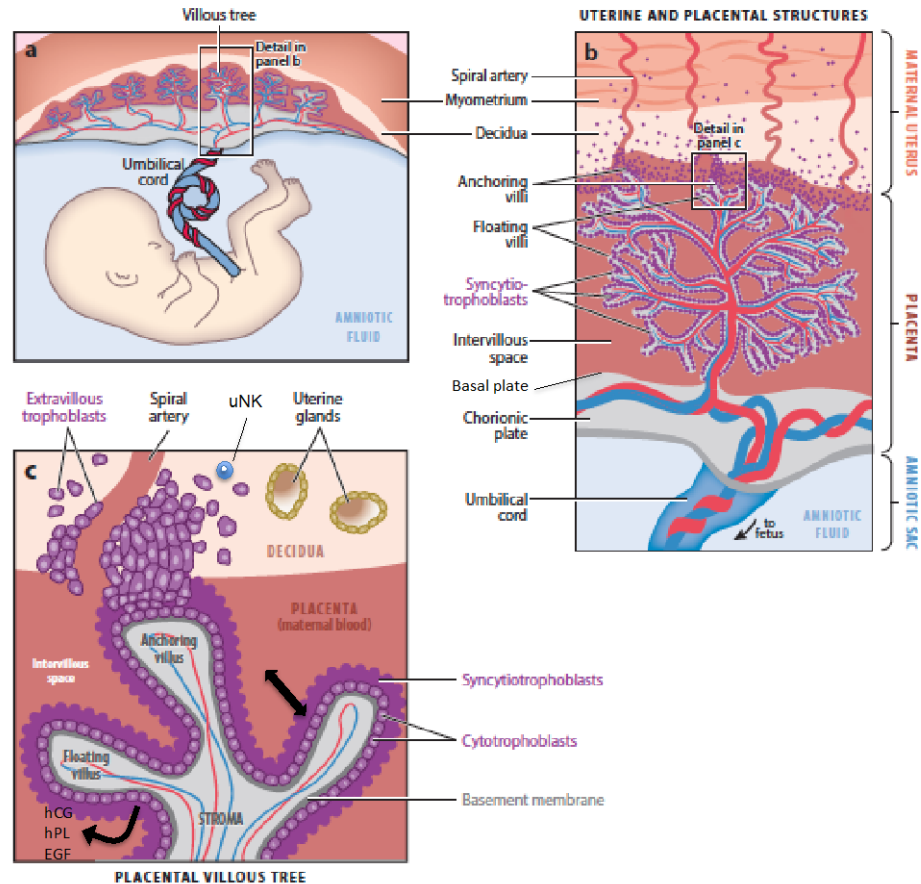 Villous tree
a
Detail in
panel b
Umbilical
cord
AMNIOTIC
FLUID
UTERINE AND PLACENTAL STRUCTURES
b
Spiral artery
Myometrium
Decidua
Detail in
panel c
Anchoring
villi
Floating
villi
Syncytio-
trophoblasts
Intervillous
space
Basal plate
Chorionic
plate
Umbilical
cord
to
fetus
AMNIOTIC
FLUID
MATERNAL UTERUS
PLACENTA
AMNIOTIC SAC
Extravillous
trophoblasts
Spiral
artery
uNK
Uterine
glands
c
DECIDUA
PLACENTA
(maternal blood)
Anchoring
villus
Intervillous
space
Syncytiotrophoblasts
Cytotrophoblasts
Floating
villus
Basement membrane
STROMA
hCG
hPL
EGF
PLACENTAL VILLOUS TREE